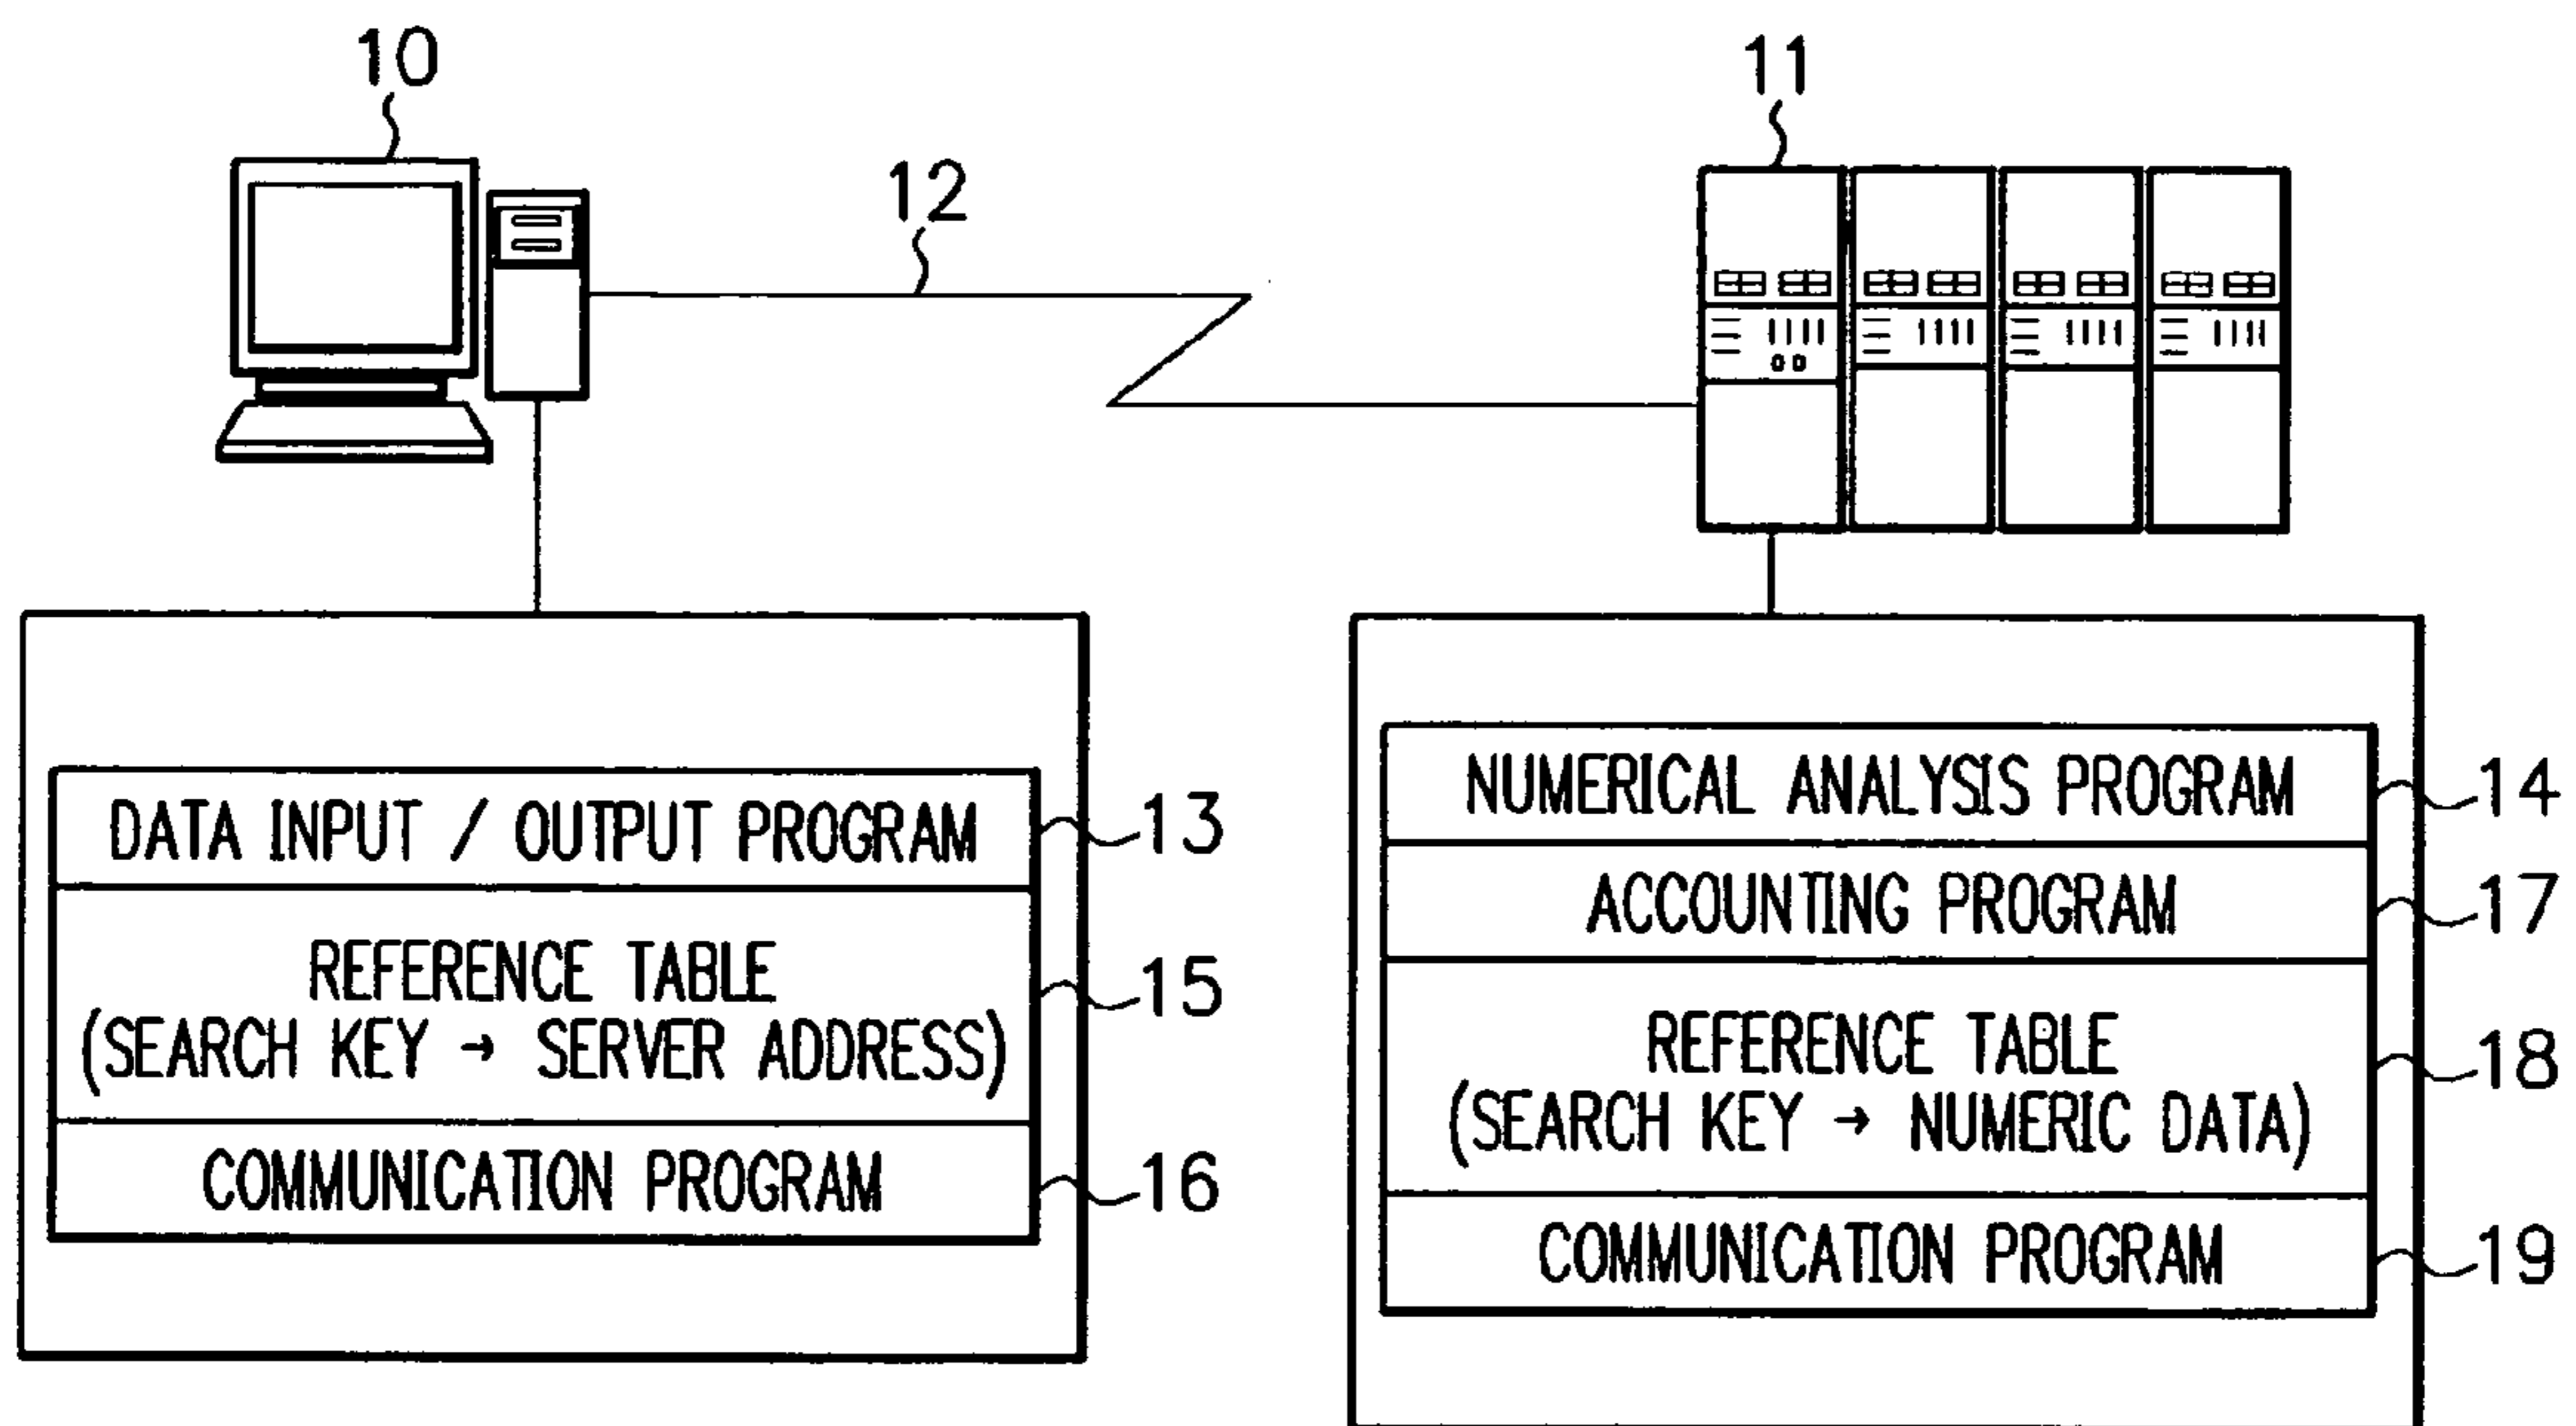 10
11
12
DATA INPUT / OUTPUT PROGRAM
13
REFERENCE TABLE
(SEARCH KEY → SERVER ADDRESS)
15
COMMUNICATION PROGRAM
16
NUMERICAL ANALYSIS PROGRAM
14
ACCOUNTING PROGRAM
17
REFERENCE TABLE
(SEARCH KEY → NUMERIC DATA)
18
COMMUNICATION PROGRAM
19